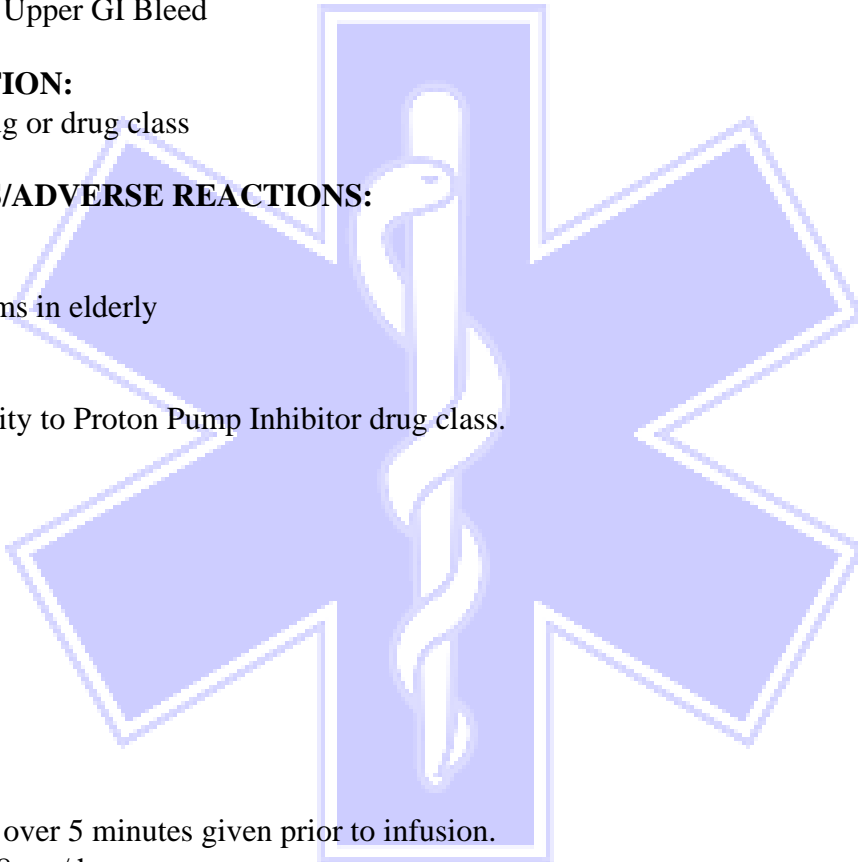 Upper GI Bleed
TION:
ng or drug class
S/ADVERSE REACTIONS:
ms in elderly
ity to Proton Pump Inhibitor drug class.
over 5 minutes given prior to infusion.